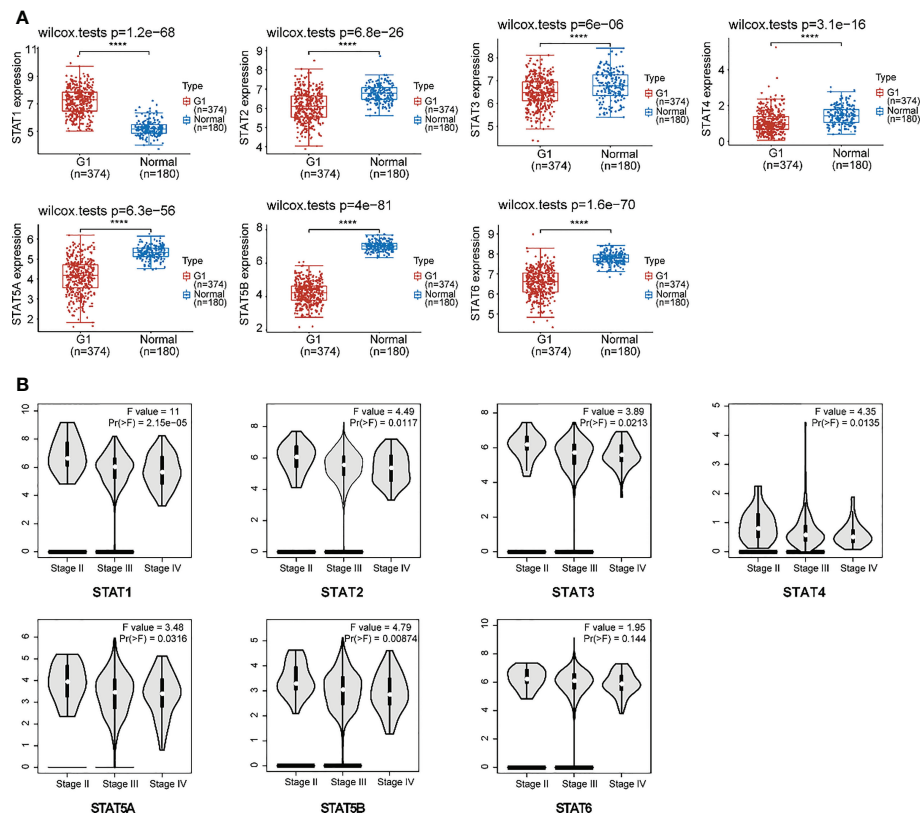 A
wilcox.tests p=1.2e−68
****
STAT1 expression
11
9
7
5
G1
(n=374)
Normal
(n=180)
Type
G1
(n=374)
Normal
(n=180)
wilcox.tests p=6.8e−26
****
STAT2 expression
9
8
7
6
5
4
G1
(n=374)
Normal
(n=180)
Type
G1
(n=374)
Normal
(n=180)
wilcox.tests p=6e−06
****
STAT3 expression
8
7
6
5
G1
(n=374)
Normal
(n=180)
Type
G1
(n=374)
Normal
(n=180)
wilcox.tests p=3.1e−16
****
STAT4 expression
4
2
0
G1
(n=374)
Normal
(n=180)
Type
G1
(n=374)
Normal
(n=180)
wilcox.tests p=6.3e−56
****
STAT5A expression
6
5
4
3
2
G1
(n=374)
Normal
(n=180)
Type
G1
(n=374)
Normal
(n=180)
wilcox.tests p=4e−81
****
STAT5B expression
8
6
4
2
G1
(n=374)
Normal
(n=180)
Type
G1
(n=374)
Normal
(n=180)
wilcox.tests p=1.6e−70
****
STAT6 expression
9
8
7
6
5
G1
(n=374)
Normal
(n=180)
Type
G1
(n=374)
Normal
(n=180)
B
F value = 11
Pr(>F) = 2.15e−05
10
8
6
4
2
0
Stage II
Stage III
Stage IV
STAT1
F value = 4.49
Pr(>F) = 0.0117
10
8
6
4
2
0
Stage II
Stage III
Stage IV
STAT2
F value = 3.89
Pr(>F) = 0.0213
8
6
4
2
0
Stage II
Stage III
Stage IV
STAT3
F value = 4.35
Pr(>F) = 0.0135
5
4
3
2
1
0
Stage II
Stage III
Stage IV
STAT4
F value = 3.48
Pr(>F) = 0.0316
6
5
4
3
2
1
0
Stage II
Stage III
Stage IV
STAT5A
F value = 4.79
Pr(>F) = 0.00874
6
5
4
3
2
1
0
Stage II
Stage III
Stage IV
STAT5B
F value = 1.95
Pr(>F) = 0.144
10
8
6
4
2
0
Stage II
Stage III
Stage IV
STAT6